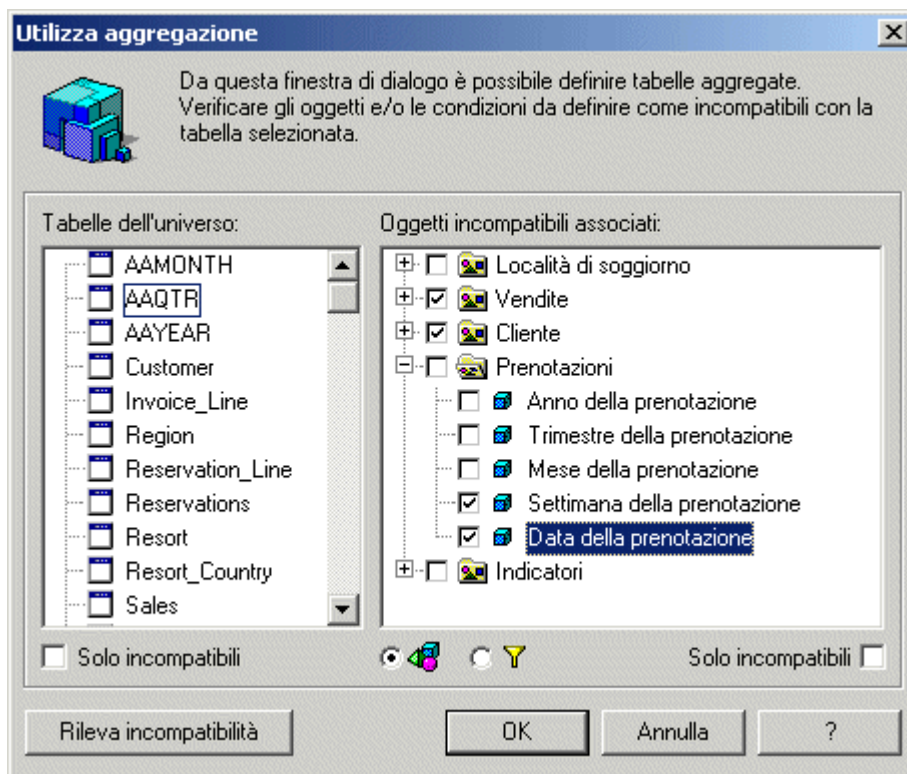 Utilizza aggregazione
Da questa finestra di dialogo è possibile definire tabelle aggregate.
Verificare gli oggetti e/o le condizioni da definire come incompatibili con la
tabella selezionata.
Tabelle dell'universo:
AAMONTH
AAQTR
AAYEAR
Customer
Invoice_Line
Region
Reservation_Line
Reservations
Resort
Resort_Country
Sales
Solo incompatibili
Oggetti incompatibili associati:
Località di soggiorno
Vendite
Cliente
Prenotazioni
Anno della prenotazione
Trimestre della prenotazione
Mese della prenotazione
Settimana della prenotazione
Data della prenotazione
Indicatori
Solo incompatibili
Rileva incompatibilità
OK
Annulla
?